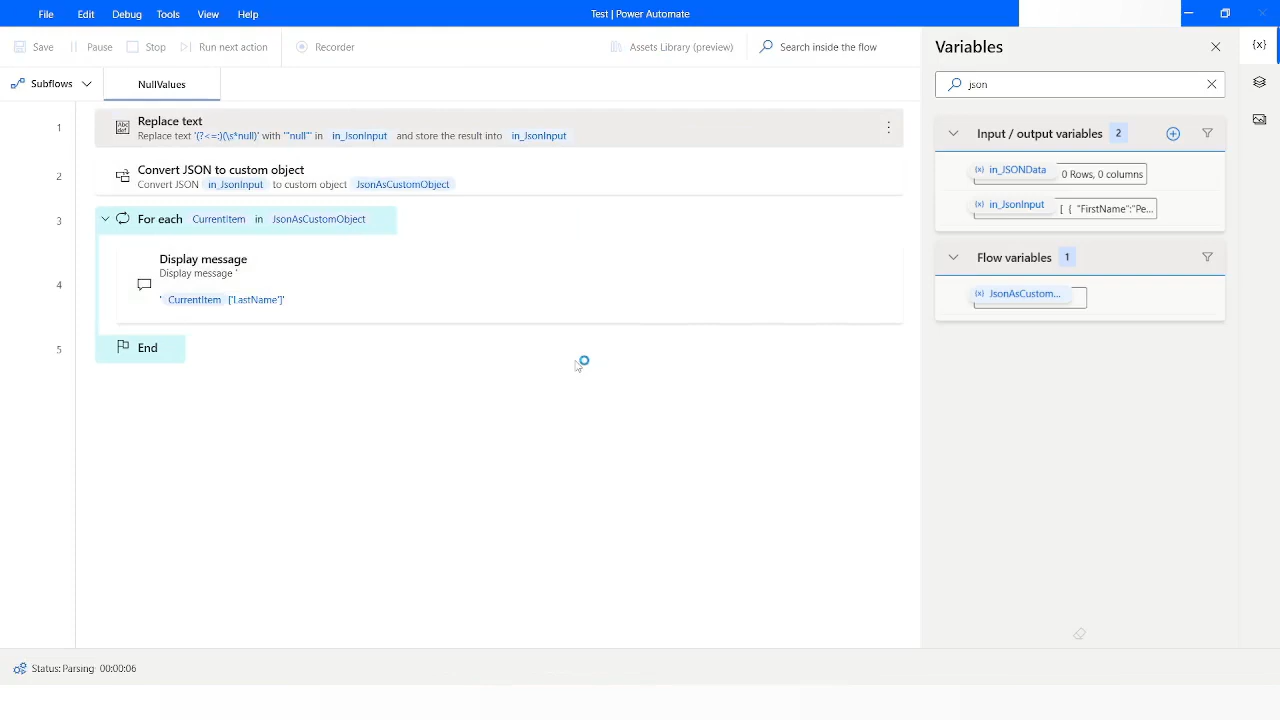 File Edit Debug Tools View Help Test | Power Automate
Save Pause Stop Run next action Recorder Assets Library (preview) Search inside the flow
Subflows NullValues
1 Replace text
Replace text '(?<=:)(\s*null)' with '"null"' in in_JsonInput and store the result into in_JsonInput
2 Convert JSON to custom object
Convert JSON in_JsonInput to custom object JsonAsCustomObject
3 For each CurrentItem in JsonAsCustomObject
4 Display message
Display message '
' CurrentItem ['LastName']'
5 End
Variables {x}
json
Input / output variables 2
(x) in_JSONData 0 Rows, 0 columns
(x) in_JsonInput [ { "FirstName":"Pe...
Flow variables 1
(x) JsonAsCustom...
Status: Parsing 00:00:06